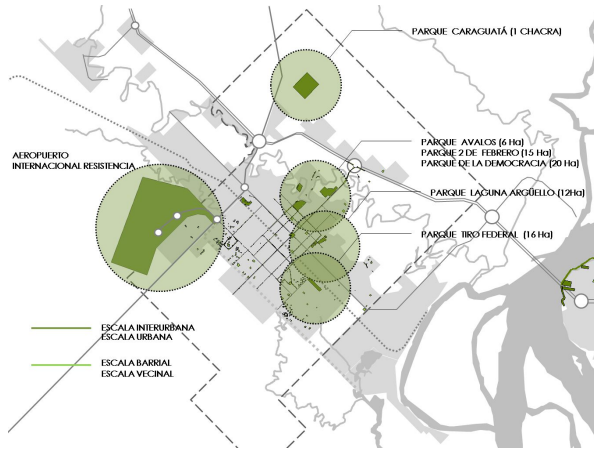 PARQUE CARAGUATÁ (1 CHACRA)
PARQUE AVALOS (6 Ha)
PARQUE 2 DE FEBRERO (15 Ha)
PARQUE DE LA DEMOCRACIA (20 Ha)
AEROPUERTO
INTERNACIONAL RESISTENCIA
PARQUE LAGUNA ARGÜELLO (12Ha)
PARQUE TIRO FEDERAL (16 Ha)
ESCALA INTERURBANA
ESCALA URBANA
ESCALA BARRIAL
ESCALA VECINAL